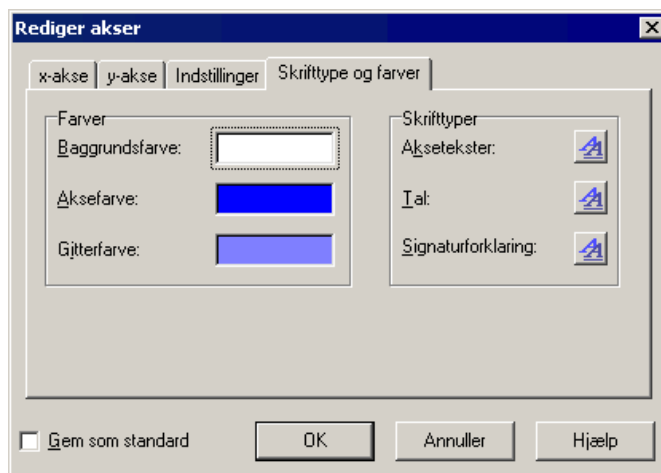 Rediger akser
x-akse y-akse Indstillinger Skrifttype og farver
Farver
Baggrundsfarve:
Aksefarve:
Gitterfarve:
Skrifttyper
Aksetekster:
Tal:
Signaturforklaring:
Gem som standard OK Annuller Hjælp